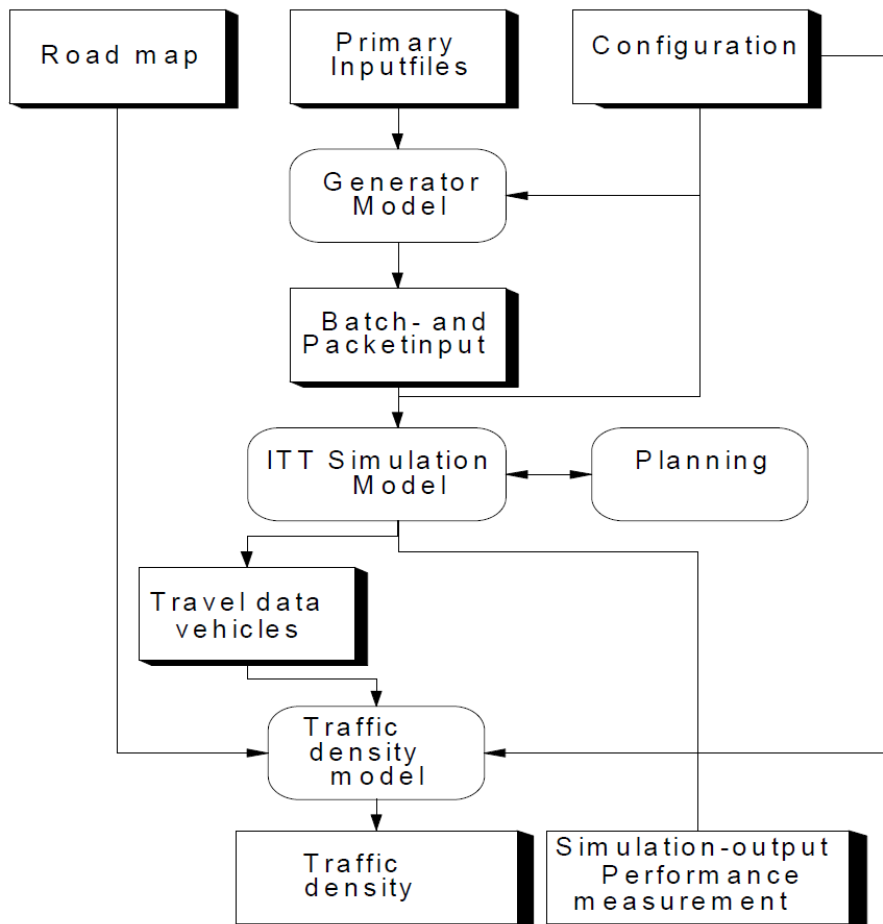 Road map
Primary
Inputfiles
Configuration
Generator
Model
Batch- and
Packetinput
ITT Simulation
Model
Planning
Travel data
vehicles
Traffic
density
model
Traffic
density
Simulation-output
Performance
measurement